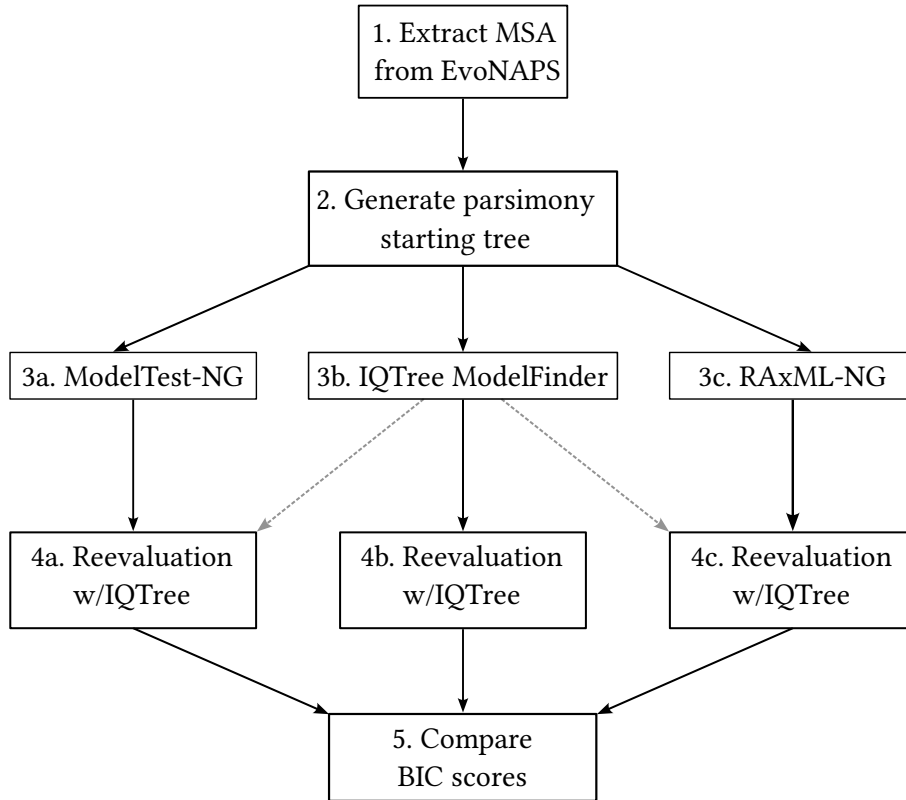 1. Extract MSA
from EvoNAPS
2. Generate parsimony
starting tree
3a. ModelTest-NG
3b. IQTree ModelFinder
3c. RAxML-NG
4a. Reevaluation
w/IQTree
4b. Reevaluation
w/IQTree
4c. Reevaluation
w/IQTree
5. Compare
BIC scores